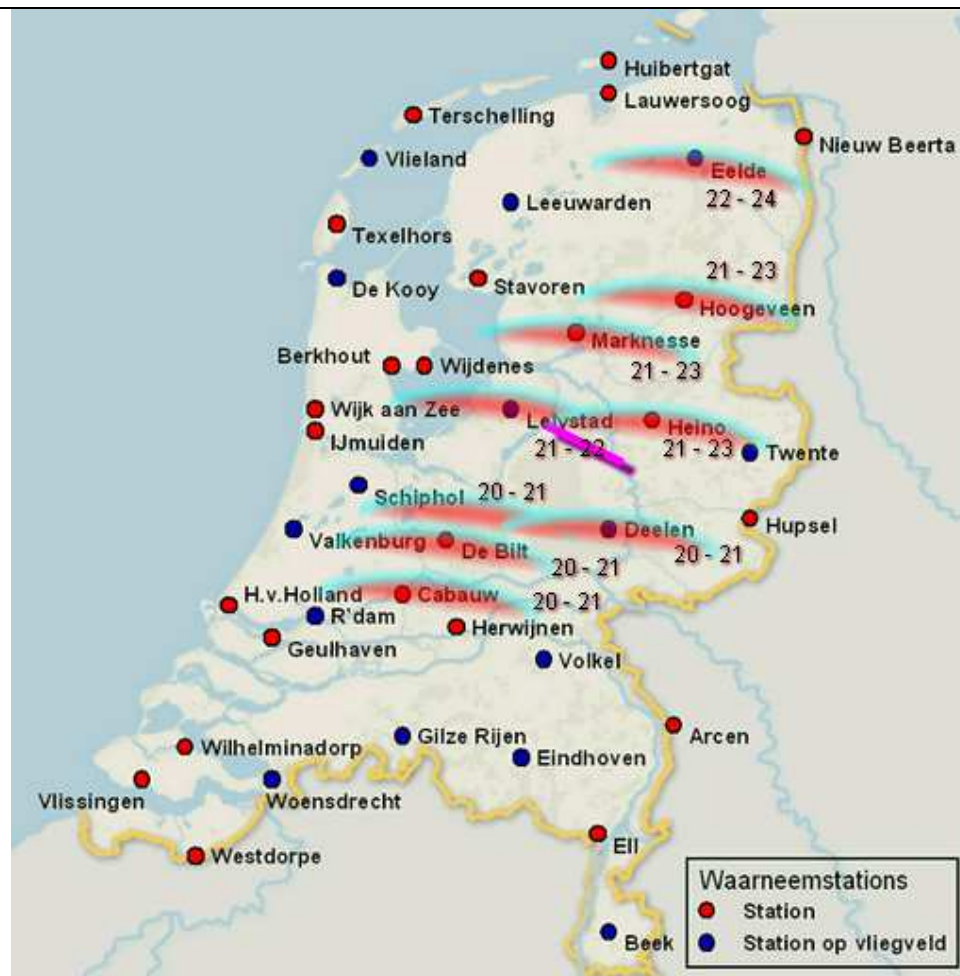 Huibertgat
Lauwersoog
Terschelling
Nieuw Beerta
Vlieland
Eelde
22 - 24
Leeuwarden
Texelhors
21 - 23
De Kooy
Stavoren
Hoogeveen
Marknesse
Berkhout
Wijdenes
21 - 23
Wijk aan Zee
Lelystad
Heino
IJmuiden
21 - 22
21 - 23
Twente
Schiphol
20 - 21
Hupsel
Valkenburg
De Bilt
Deelen
20 - 21
20 - 21
H.v.Holland
Cabauw
20 - 21
R'dam
Herwijnen
Geulhaven
Volkel
Gilze Rijen
Arcen
Wilhelminadorp
Eindhoven
Vlissingen
Woensdrecht
Ell
Westdorpe
Waarneemstations
Station
Station op vliegveld
Beek